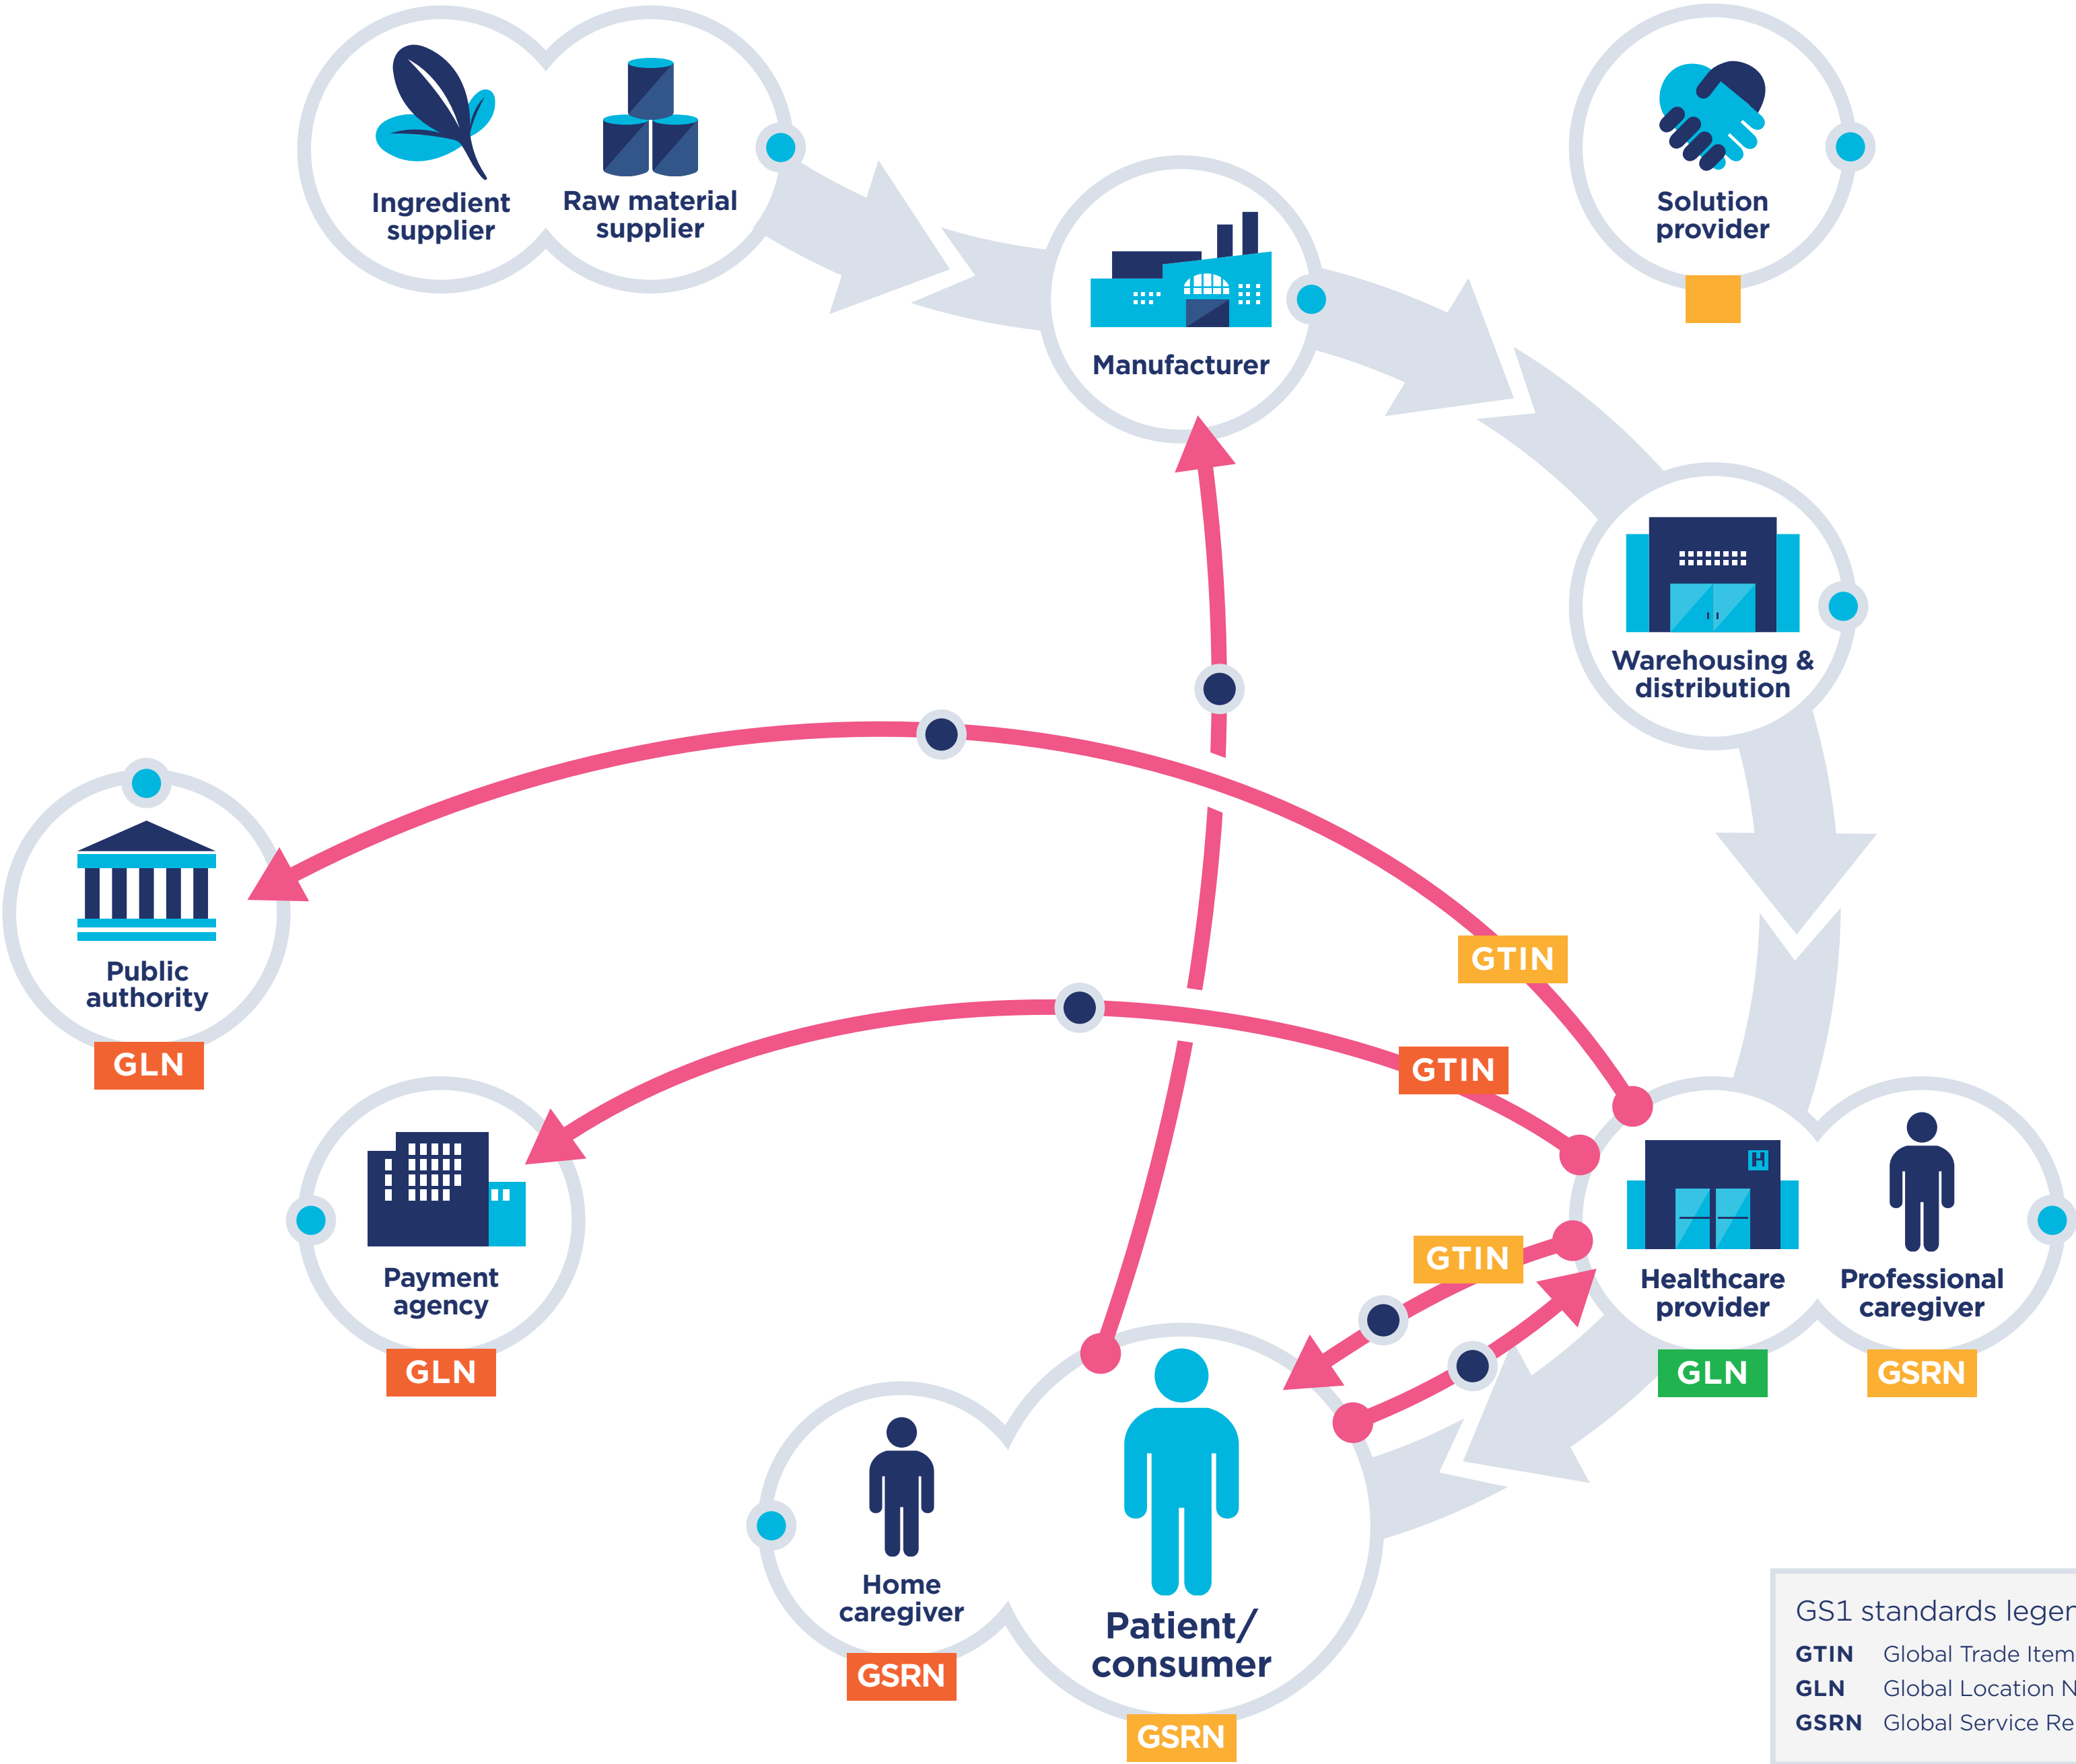 Ingredient
supplier
Raw material
supplier
Solution
provider
Manufacturer
Warehousing &
distribution
Public
authority
GLN
GTIN
GTIN
Payment
agency
GLN
GTIN
H
Healthcare
provider
GLN
Professional
caregiver
GSRN
Home
caregiver
GSRN
Patient/
consumer
GSRN
GS1 standards
GTIN Global Trade Item
GLN Global Location
GSRN Global Service